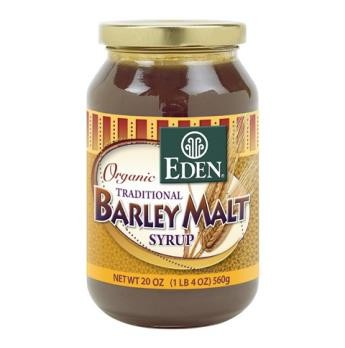 EDEN
Organic
TRADITIONAL
BARLEY MALT
SYRUP
NET WT 20 OZ (1 LB 4 OZ) 560g